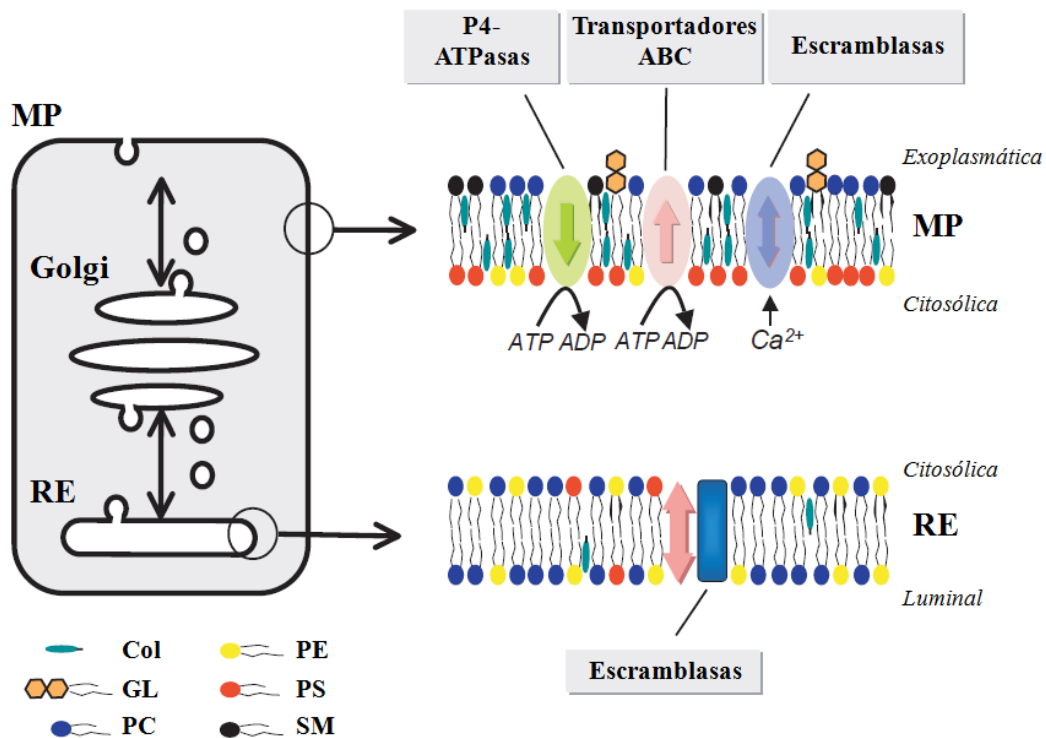 P4-
ATPasas
Transportadores
ABC
Escramblasas
MP
Exoplasmática
MP
Citosólica
ATP ADP
ATP ADP
Ca²⁺
Golgi
RE
Citosólica
RE
Luminal
Escramblasas
Col
PE
GL
PS
PC
SM